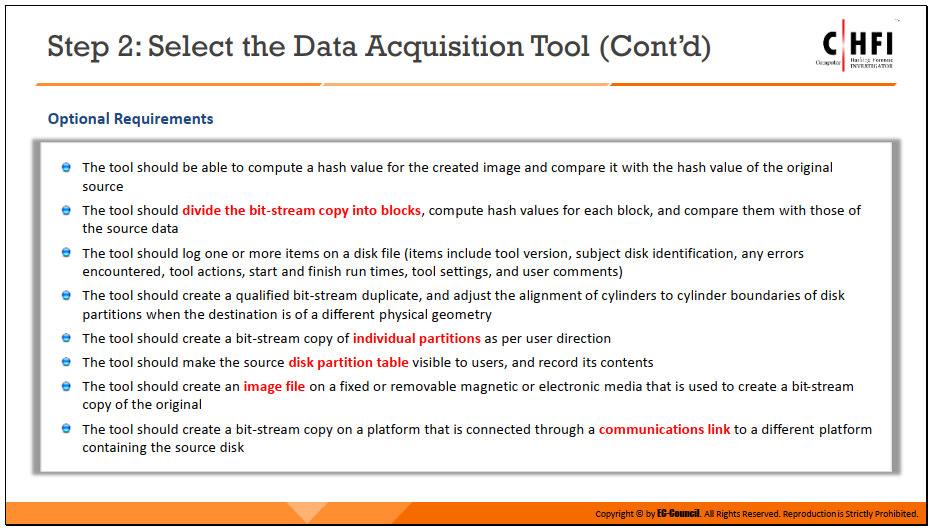 Step 2: Select the Data Acquisition Tool (Cont’d)
C HFI
Computer Hacking Forensic
INVESTIGATOR
Optional Requirements
The tool should be able to compute a hash value for the created image and compare it with the hash value of the original
source
The tool should divide the bit-stream copy into blocks, compute hash values for each block, and compare them with those of
the source data
The tool should log one or more items on a disk file (items include tool version, subject disk identification, any errors
encountered, tool actions, start and finish run times, tool settings, and user comments)
The tool should create a qualified bit-stream duplicate, and adjust the alignment of cylinders to cylinder boundaries of disk
partitions when the destination is of a different physical geometry
The tool should create a bit-stream copy of individual partitions as per user direction
The tool should make the source disk partition table visible to users, and record its contents
The tool should create an image file on a fixed or removable magnetic or electronic media that is used to create a bit-stream
copy of the original
The tool should create a bit-stream copy on a platform that is connected through a communications link to a different platform
containing the source disk
Copyright © by EC-Council. All Rights Reserved. Reproduction is Strictly Prohibited.